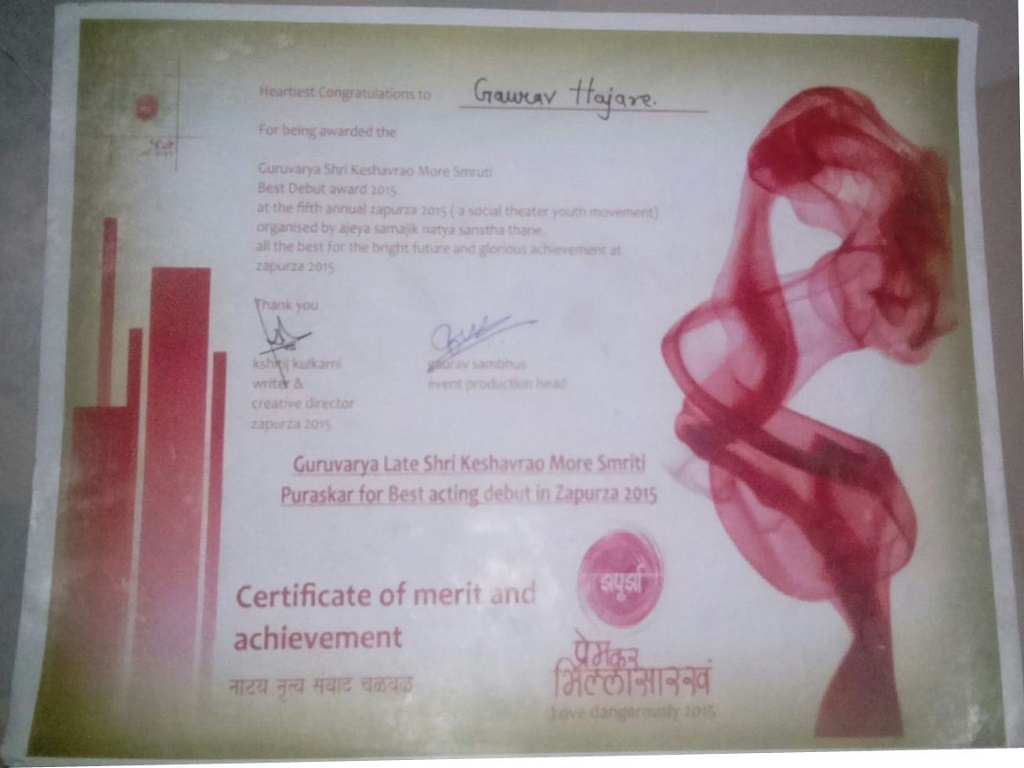 Heartiest Congratulations to Gaurav Hajare.
For being awarded the
Guruvarya Shri Keshavrao More Smruti
Best Debut award 2015
at the fifth annual zapurza 2015 ( a social theater youth movement)
organised by ajeya samajik natya sanstha thane
all the best for the bright future and glorious achievement at
zapurza 2015
Thank you
kshitij kulkarni
writer &
creative director
zapurza 2015
gaurav sambhus
event production head
Guruvarya Late Shri Keshavrao More Smriti
Puraskar for Best acting debut in Zapurza 2015
Certificate of merit and
achievement
नाट्य नृत्य संवाद चळवळ
झपूर्झा
प्रेम कर
भिल्लासारखं
Love dangerously 2015